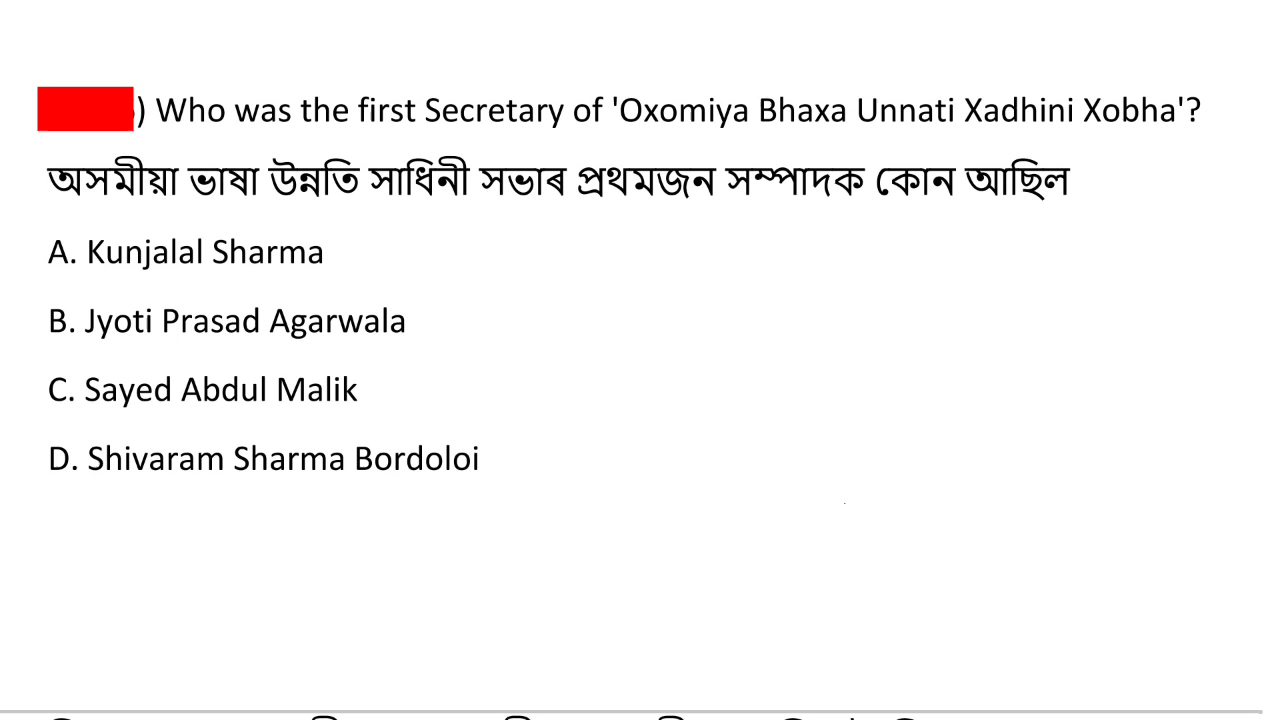 ) Who was the first Secretary of 'Oxomiya Bhaxa Unnati Xadhini Xobha'?
অসমীয়া ভাষা উন্নতি সাধিনী সভাৰ প্ৰথমজন সম্পাদক কোন আছিল
A. Kunjalal Sharma
B. Jyoti Prasad Agarwala
C. Sayed Abdul Malik
D. Shivaram Sharma Bordoloi